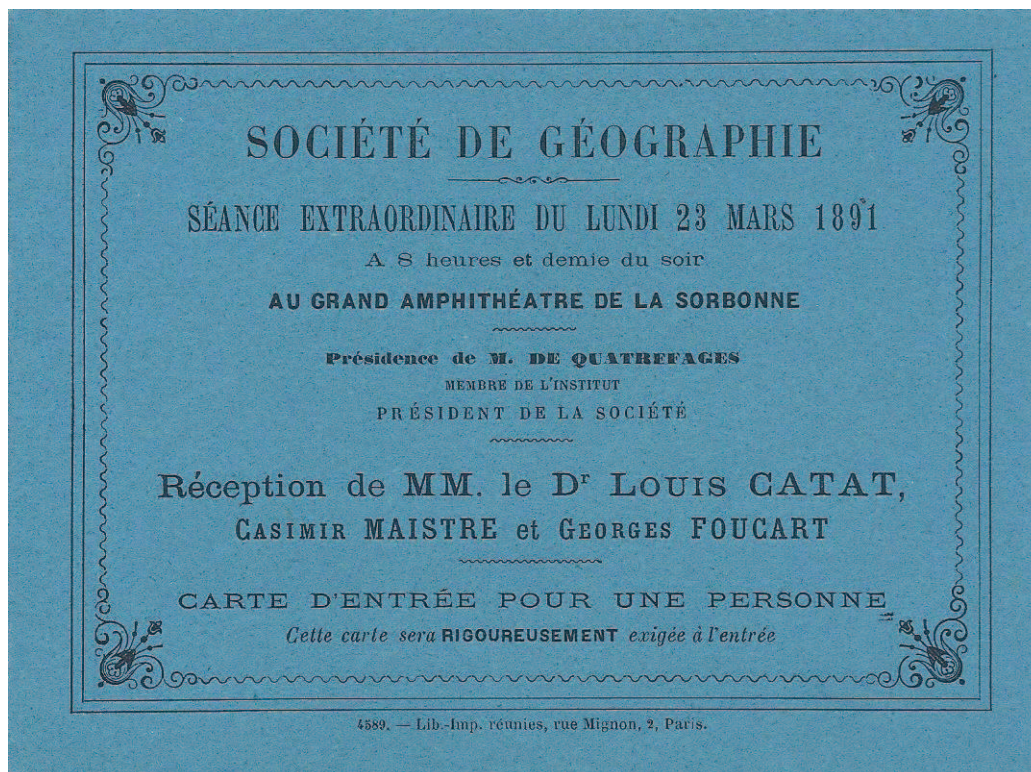 SOCIÉTÉ DE GÉOGRAPHIE
SÉANCE EXTRAORDINAIRE DU LUNDI 23 MARS 1891
A 8 heures et demie du soir
AU GRAND AMPHITHÉATRE DE LA SORBONNE
Présidence de M. DE QUATREFAGES
MEMBRE DE L'INSTITUT
PRÉSIDENT DE LA SOCIÉTÉ
Réception de MM. le Dr LOUIS CATAT,
CASIMIR MAISTRE et GEORGES FOUCART
CARTE D'ENTRÉE POUR UNE PERSONNE
Cette carte sera RIGOUREUSEMENT exigée à l'entrée
4589. — Lib.-Imp. réunies, rue Mignon, 2, Paris.